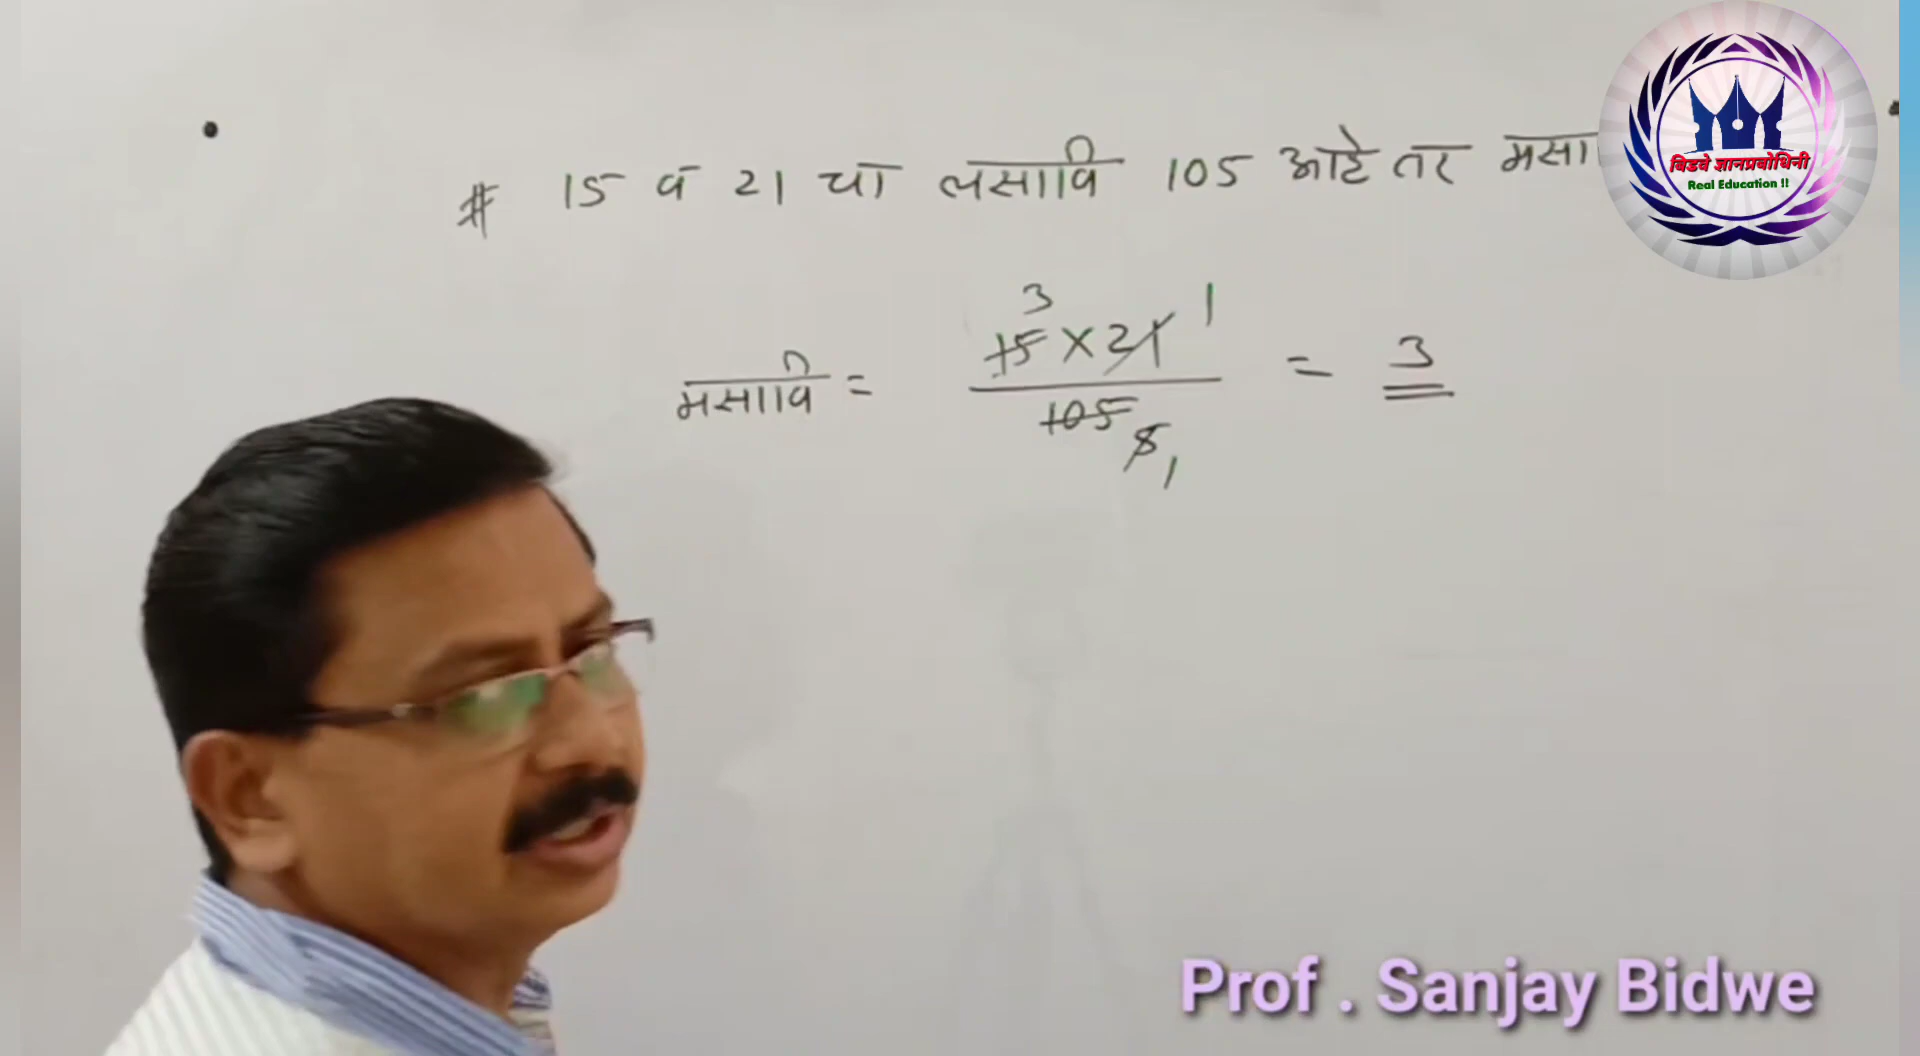 # 15 व 21 चा लसावि 105 आहे तर मसा
बिडवे ज्ञानप्रबोधिनी
Real Education !!
3 1
मसावि = 15 × 21 = 3
105 5 1
Prof . Sanjay Bidwe